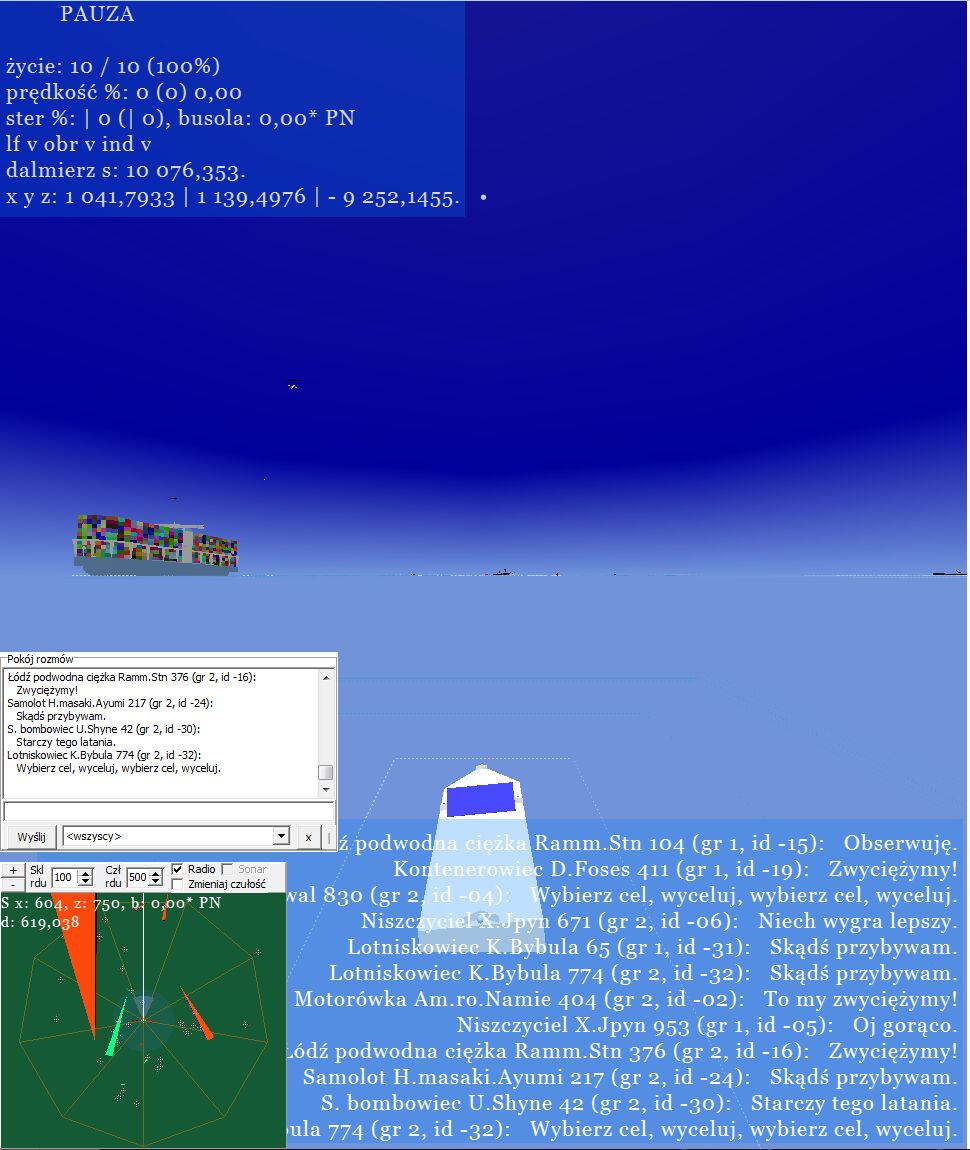 PAUZA
życie: 10 / 10 (100%)
prędkość %: 0 (0) 0,00
ster %: | 0 (| 0), busola: 0,00* PN
lf v obr v ind v
dalmierz s: 10 076,353.
x y z: 1 041,7933 | 1 139,4976 | - 9 252,1455.
Pokój rozmów
Łódź podwodna ciężka Ramm.Stn 376 (gr 2, id -16):
Zwyciężymy!
Samolot H.masaki.Ayumi 217 (gr 2, id -24):
Skądś przybywam.
S. bombowiec U.Shyne 42 (gr 2, id -30):
Starczy tego latania.
Lotniskowiec K.Bybula 774 (gr 2, id -32):
Wybierz cel, wyceluj, wybierz cel, wyceluj.
Wyślij <wszyscy> x |
+ Skl rdu 100 Czł rdu 500 Radio Sonar
- Zmieniaj czułość
S x: 604, z: 750, b: 0,00* PN
d: 619,038
podwodna ciężka Ramm.Stn 104 (gr 1, id -15): Obserwuję.
Kontenerowiec D.Foses 411 (gr 1, id -19): Zwyciężymy!
wal 830 (gr 2, id -04): Wybierz cel, wyceluj, wybierz cel, wyceluj.
Niszczyciel X.Jpyn 671 (gr 2, id -06): Niech wygra lepszy.
Lotniskowiec K.Bybula 65 (gr 1, id -31): Skądś przybywam.
Lotniskowiec K.Bybula 774 (gr 2, id -32): Skądś przybywam.
Motorówka Am.ro.Namie 404 (gr 2, id -02): To my zwyciężymy!
Niszczyciel X.Jpyn 953 (gr 1, id -05): Oj gorąco.
Łódź podwodna ciężka Ramm.Stn 376 (gr 2, id -16): Zwyciężymy!
Samolot H.masaki.Ayumi 217 (gr 2, id -24): Skądś przybywam.
S. bombowiec U.Shyne 42 (gr 2, id -30): Starczy tego latania.
bula 774 (gr 2, id -32): Wybierz cel, wyceluj, wybierz cel, wyceluj.